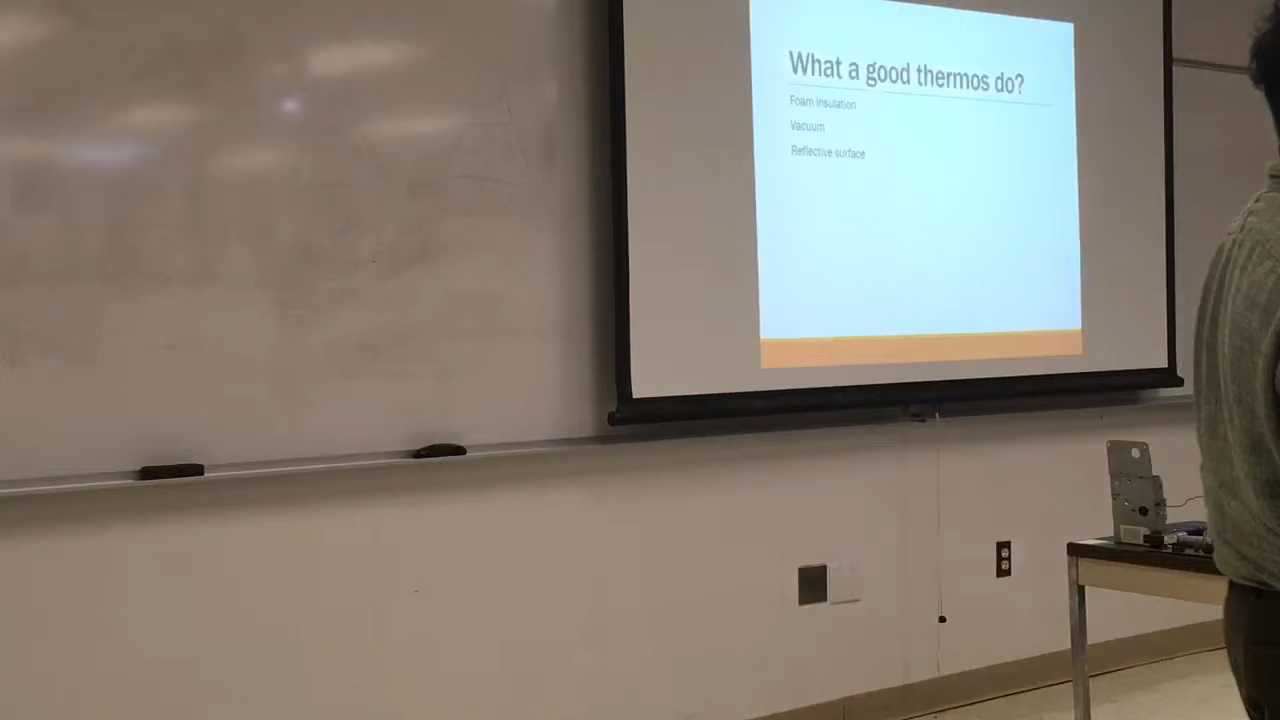 What a good thermos do?
Foam insulation
Vacuum
Reflective surface